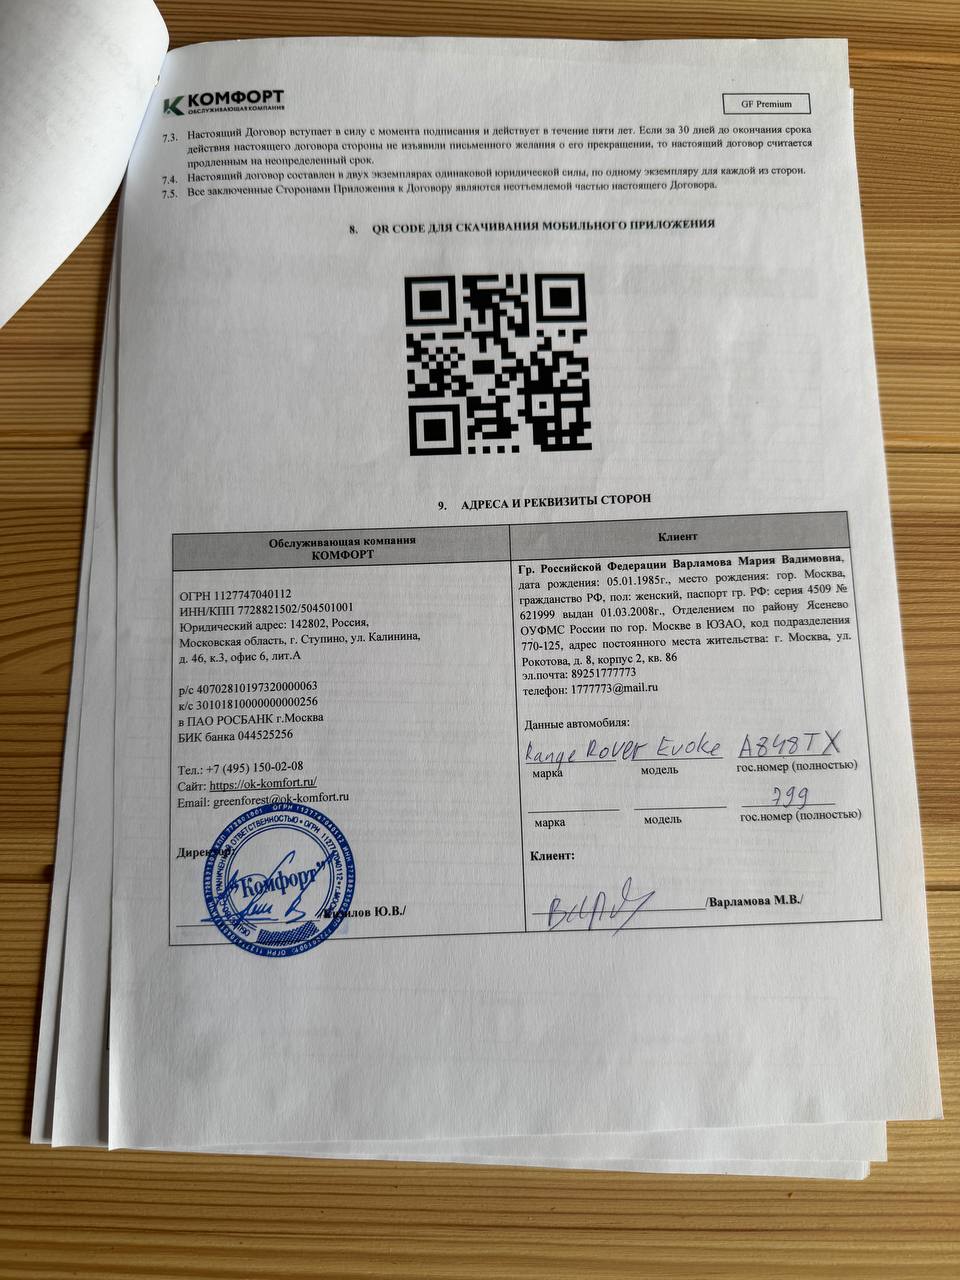 КОМФОРТ
ОБСЛУЖИВАЮЩАЯ КОМПАНИЯ
GF Premium
7.3. Настоящий Договор вступает в силу с момента подписания и действует в течение пяти лет. Если за 30 дней до окончания срока
действия настоящего договора стороны не изъявили письменного желания о его прекращении, то настоящий договор считается
продленным на неопределенный срок.
7.4. Настоящий договор составлен в двух экземплярах одинаковой юридической силы, по одному экземпляру для каждой из сторон.
7.5. Все заключенные Сторонами Приложения к Договору являются неотъемлемой частью настоящего Договора.
8. QR CODE ДЛЯ СКАЧИВАНИЯ МОБИЛЬНОГО ПРИЛОЖЕНИЯ
9. АДРЕСА И РЕКВИЗИТЫ СТОРОН
Обслуживающая компания
КОМФОРТ
ОГРН 1127747040112
ИНН/КПП 7728821502/504501001
Юридический адрес: 142802, Россия,
Московская область, г. Ступино, ул. Калинина,
д. 46, к.3, офис 6, лит.А
р/с 40702810197320000063
к/с 30101810000000000256
в ПАО РОСБАНК г.Москва
БИК банка 044525256
Тел.: +7 (495) 150-02-08
Сайт: https://ok-komfort.ru/
Email: greenforest@ok-komfort.ru
Директор:
"Комфорт"
Ю.В./
Клиент
Гр. Российской Федерации Варламова Мария Вадимовна,
дата рождения: 05.01.1985г., место рождения: гор. Москва,
гражданство РФ, пол: женский, паспорт гр. РФ: серия 4509 №
621999 выдан 01.03.2008г., Отделением по району Ясенево
ОУФМС России по гор. Москве в ЮЗАО, код подразделения
770-125, адрес постоянного места жительства: г. Москва, ул.
Рокотова, д. 8, корпус 2, кв. 86
эл.почта: 89251777773
телефон: 1777773@mail.ru
Данные автомобиля:
Range Rover Evoke A848TX
марка модель гос.номер (полностью)
799
марка модель гос.номер (полностью)
Клиент:
/Варламова М.В./